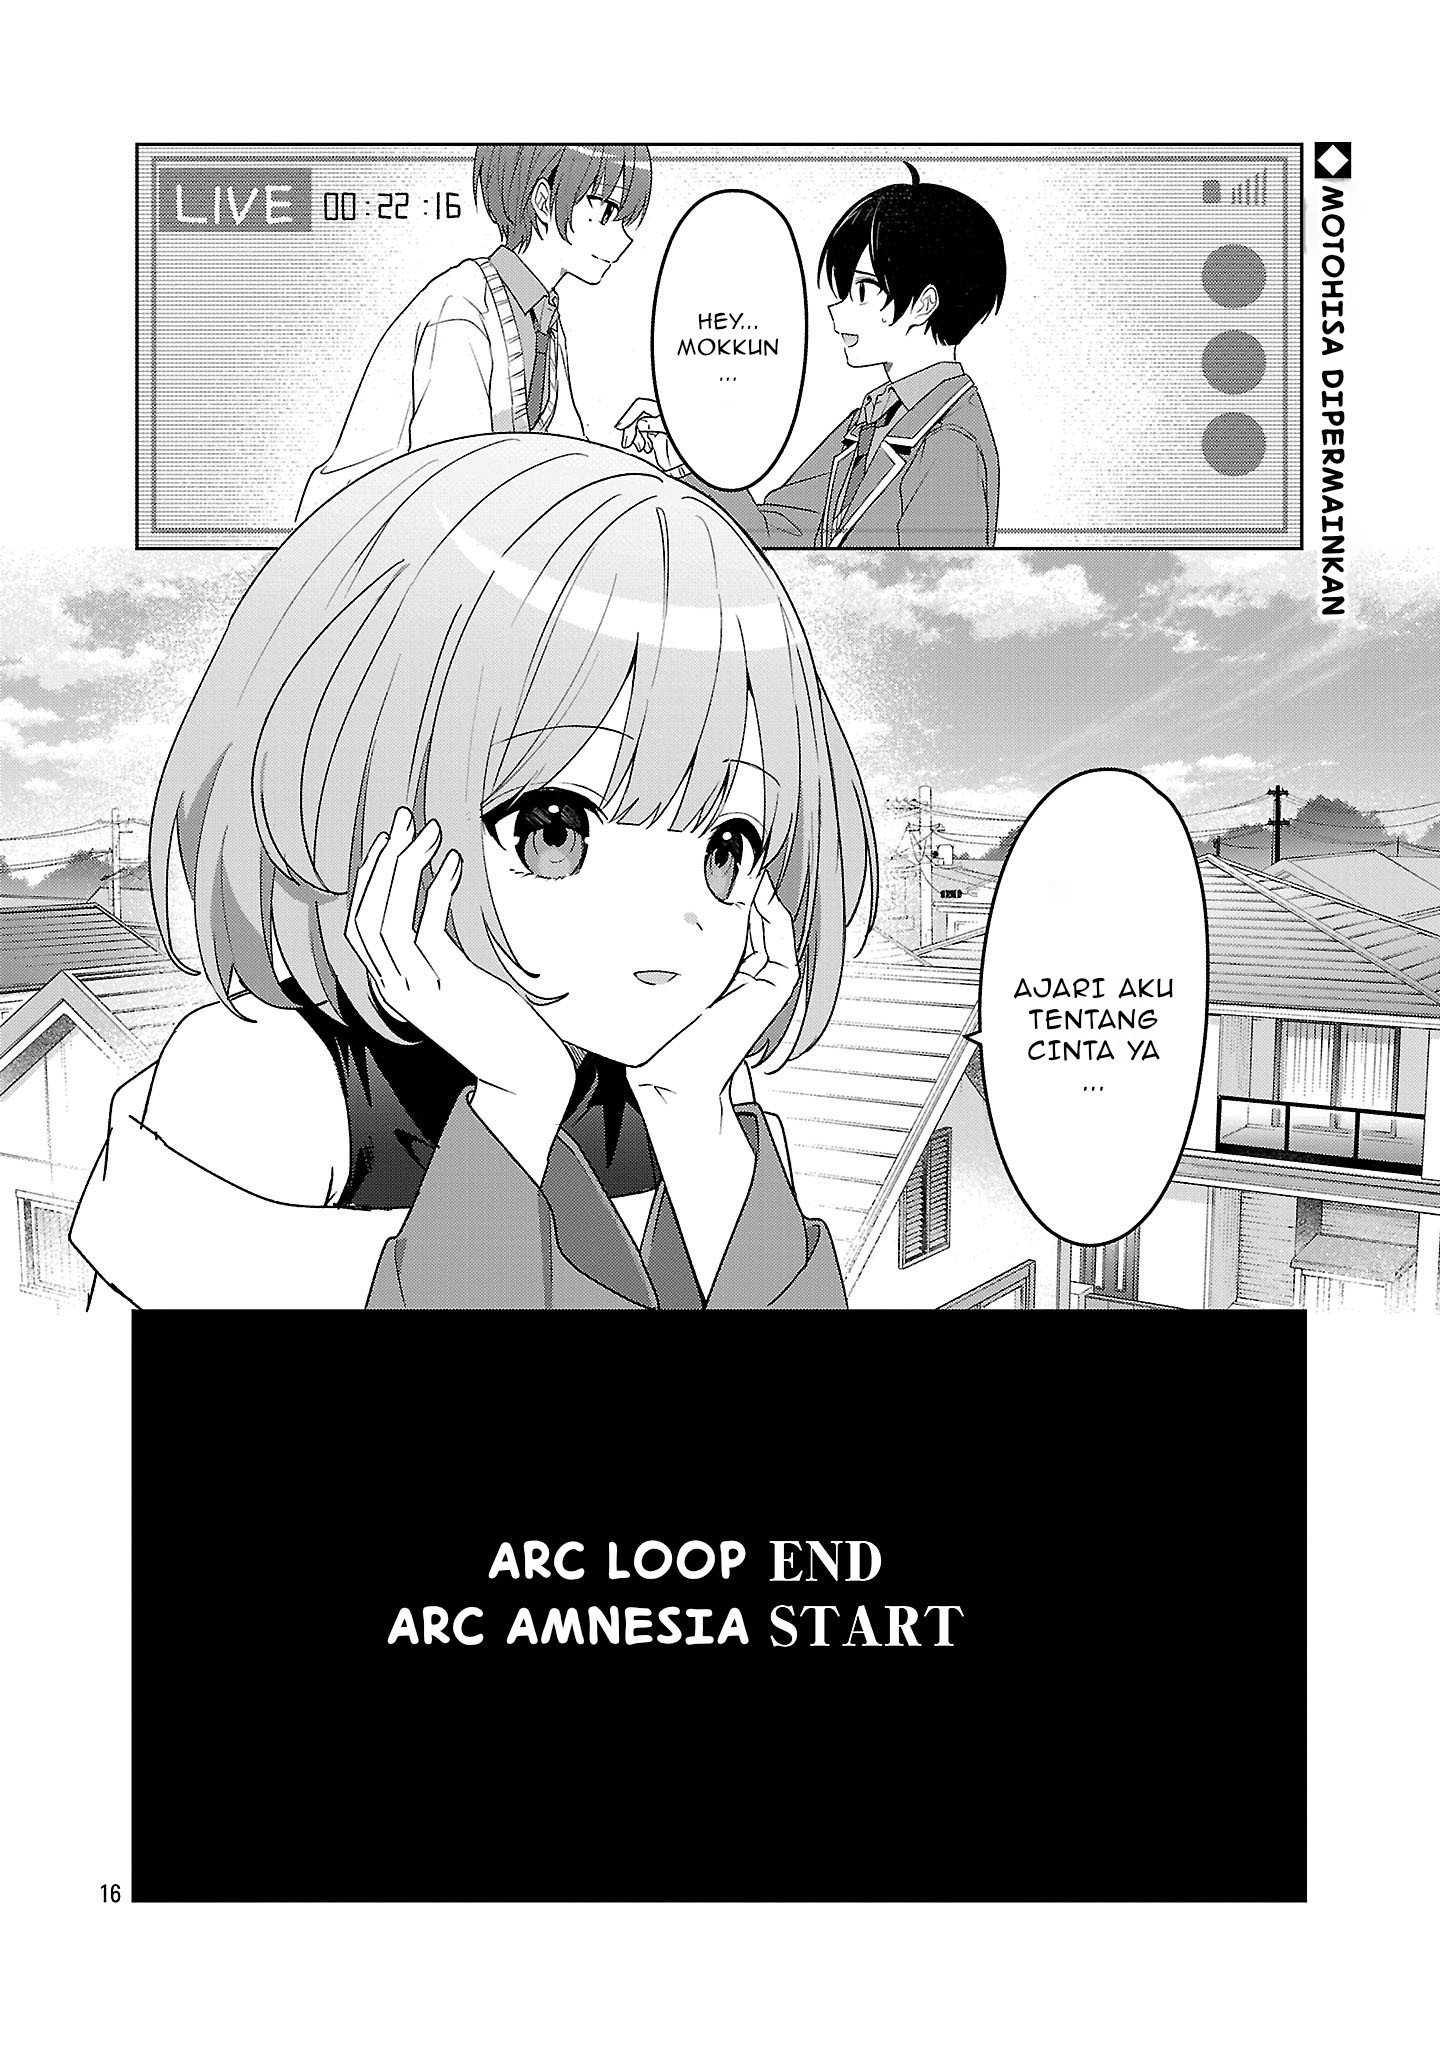 LIVE 00:22:16
HEY...
MOKKUN
...
MOTOHISA DIPERMAINKAN
AJARI AKU
TENTANG
CINTA YA
...
ARC LOOP END
ARC AMNESIA START
16